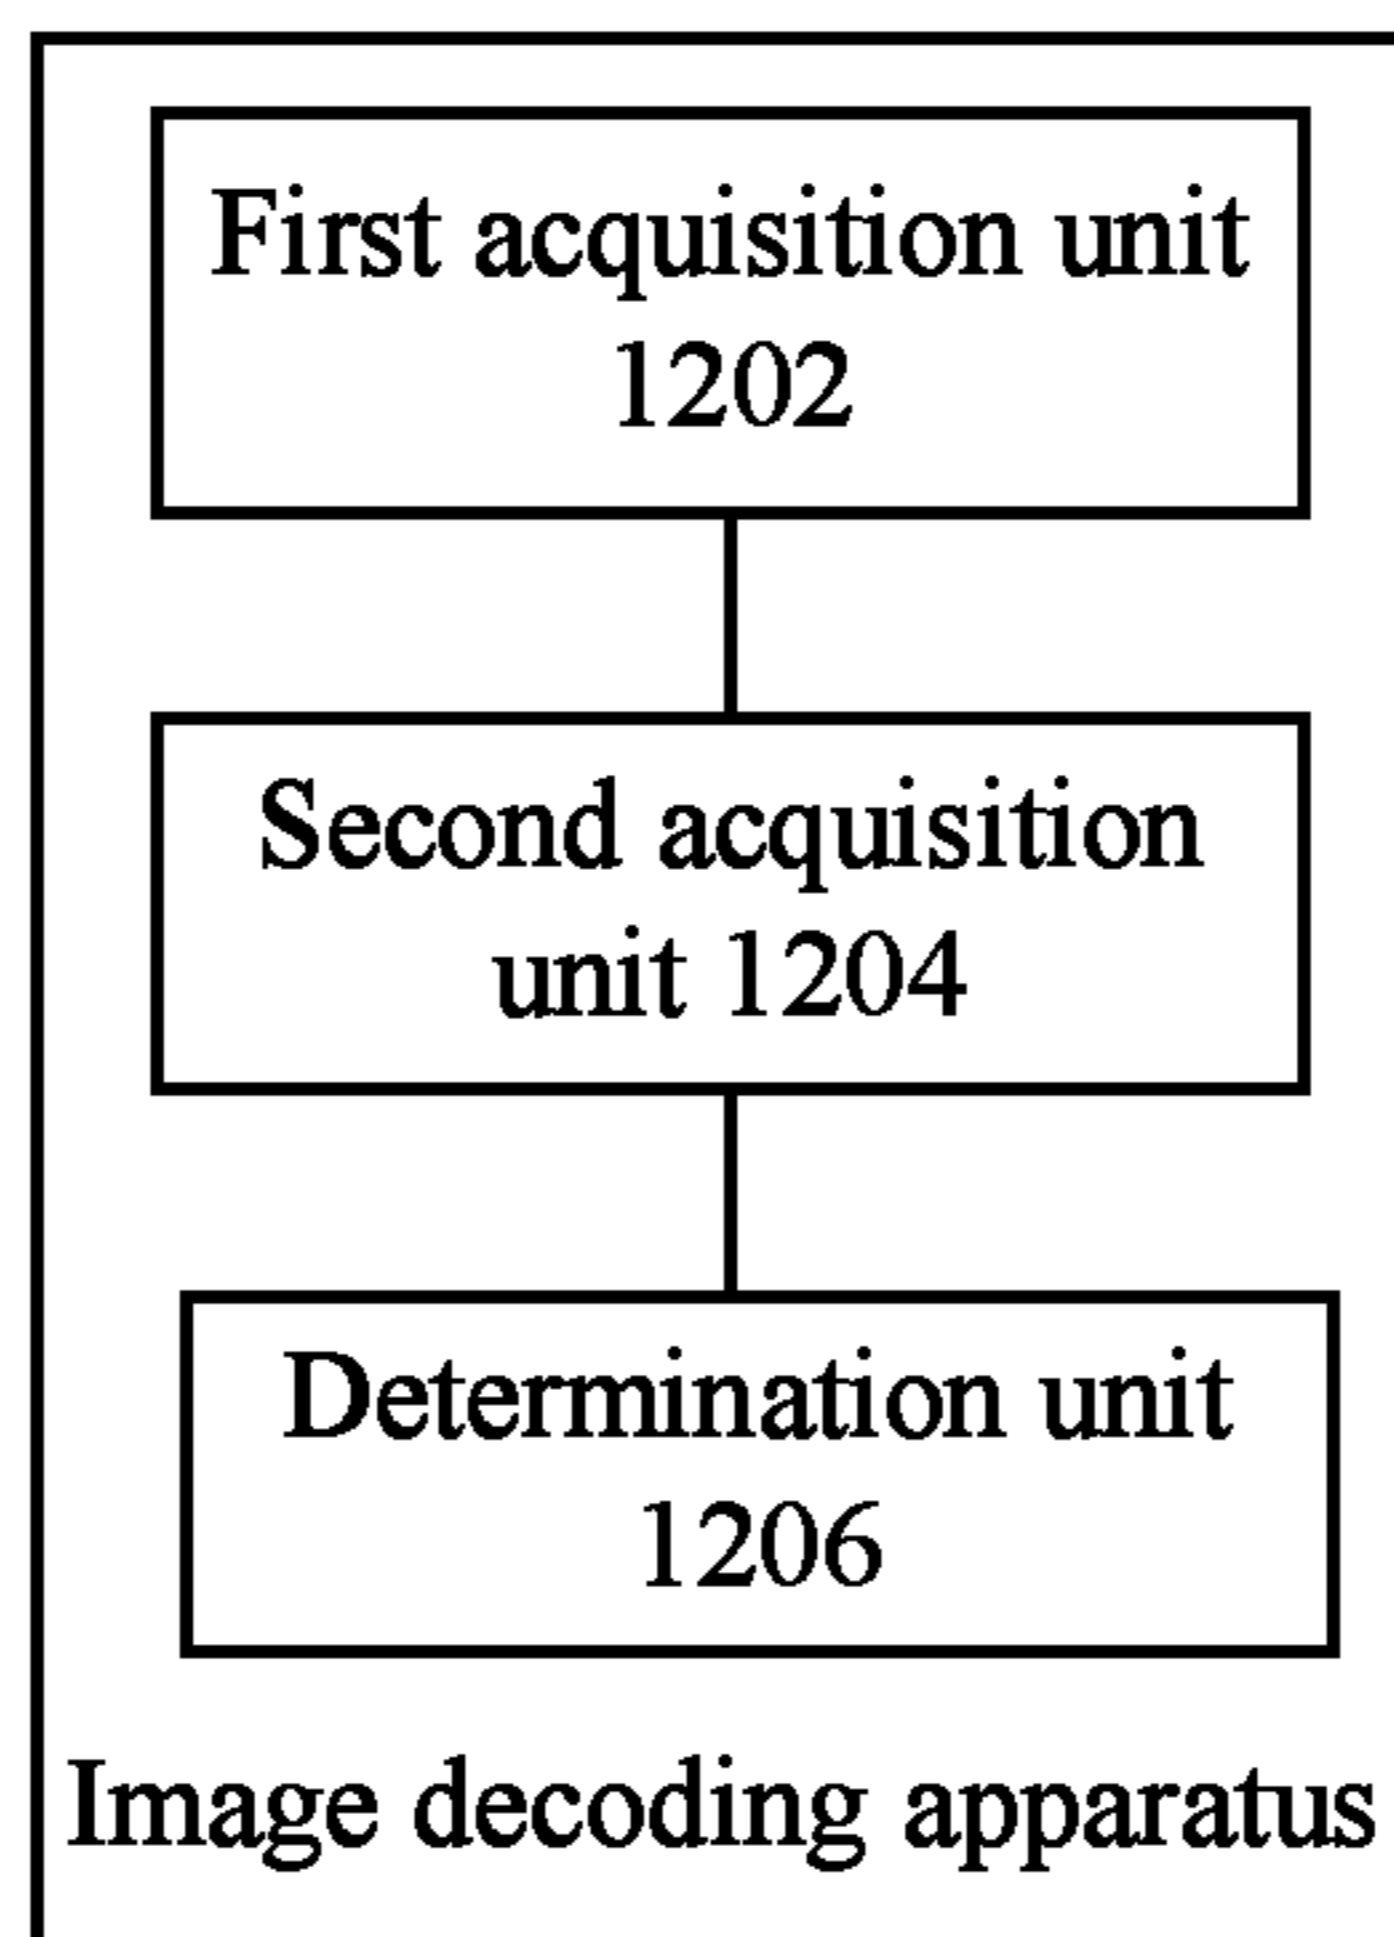 First acquisition unit
1202
Second acquisition
unit 1204
Determination unit
1206
Image decoding apparatus